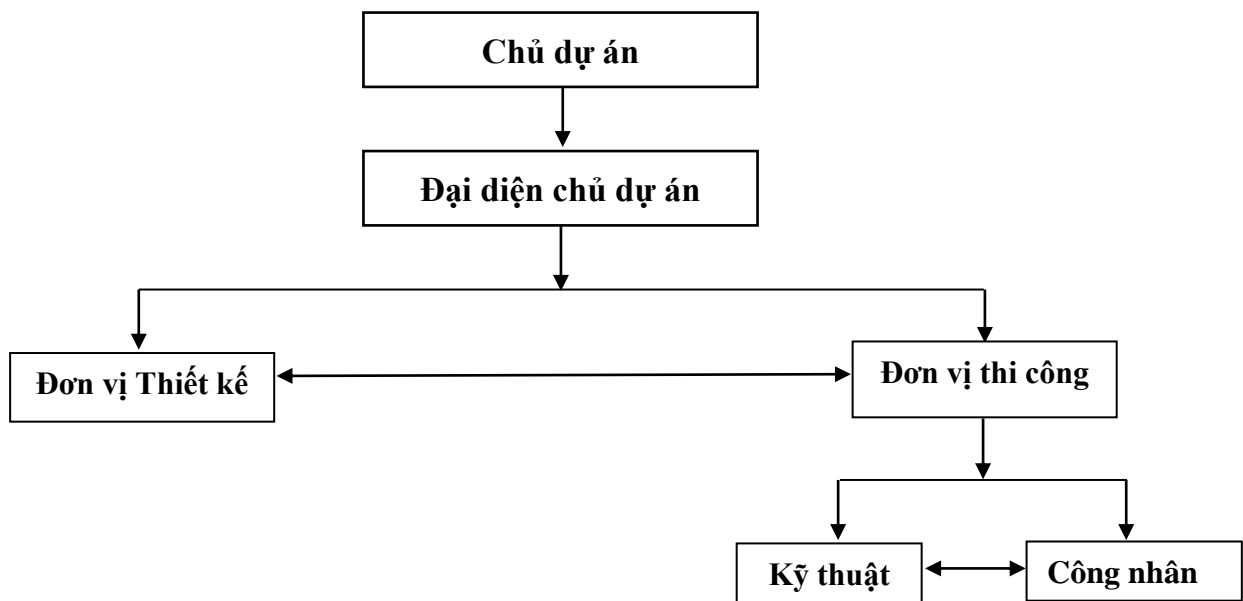 Chủ dự án
Đại diện chủ dự án
Đơn vị Thiết kế
Đơn vị thi công
Kỹ thuật
Công nhân